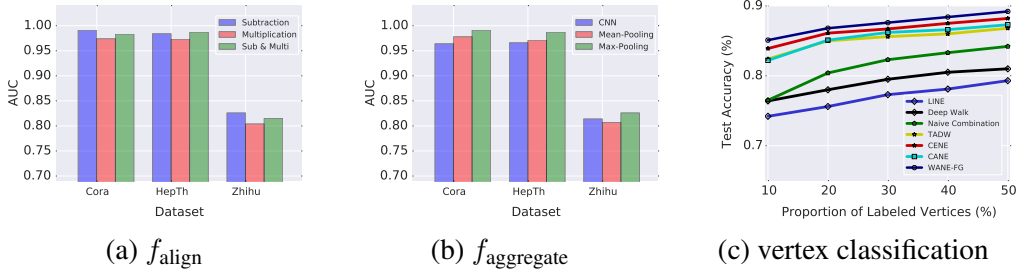 1.00
0.95
0.90
0.85
0.80
0.75
0.70
AUC
Subtraction
Multiplication
Sub & Multi
Cora HepTh Zhihu
Dataset
(a) f_align
1.00
0.95
0.90
0.85
0.80
0.75
0.70
AUC
CNN
Mean-Pooling
Max-Pooling
Cora HepTh Zhihu
Dataset
(b) f_aggregate
0.9
0.8
0.7
Test Accuracy (%)
LINE
Deep Walk
Naive Combination
TADW
CENE
CANE
WANE-FG
10 20 30 40 50
Proportion of Labeled Vertices (%)
(c) vertex classification